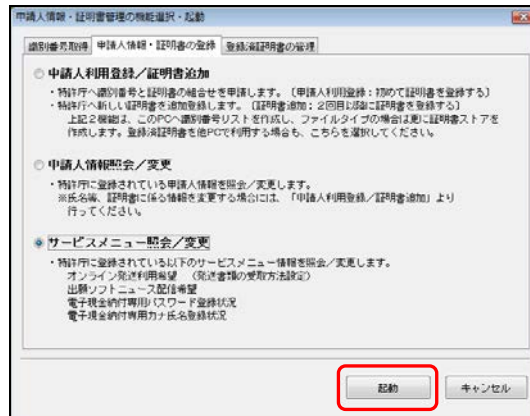 申請人情報・証明書管理の機能選択・起動
識別番号取得 申請人情報・証明書の登録 登録済証明書の管理
申請人利用登録／証明書追加
・特許庁へ識別番号と証明書の組合せを申請します。（申請人利用登録：初めて証明書を登録する）
・特許庁へ新しい証明書を追加登録します。（証明書追加：２回目以降に証明書を登録する）
上記２機能は、このPCへ識別番号リストを作成し、ファイルタイプの場合は更に証明書ストアを
作成します。登録済証明書を他PCで利用する場合も、こちらを選択してください。
申請人情報照会／変更
・特許庁に登録されている申請人情報を照会／変更します。
※氏名等、証明書に係る情報を変更する場合には、「申請人利用登録／証明書追加」より
行ってください。
サービスメニュー照会／変更
・特許庁に登録されている以下のサービスメニュー情報を照会／変更します。
オンライン発送利用希望 （発送書類の受取方法設定）
出願ソフトニュース配信希望
電子現金納付専用パスワード登録状況
電子現金納付専用カナ氏名登録状況
起動 キャンセル